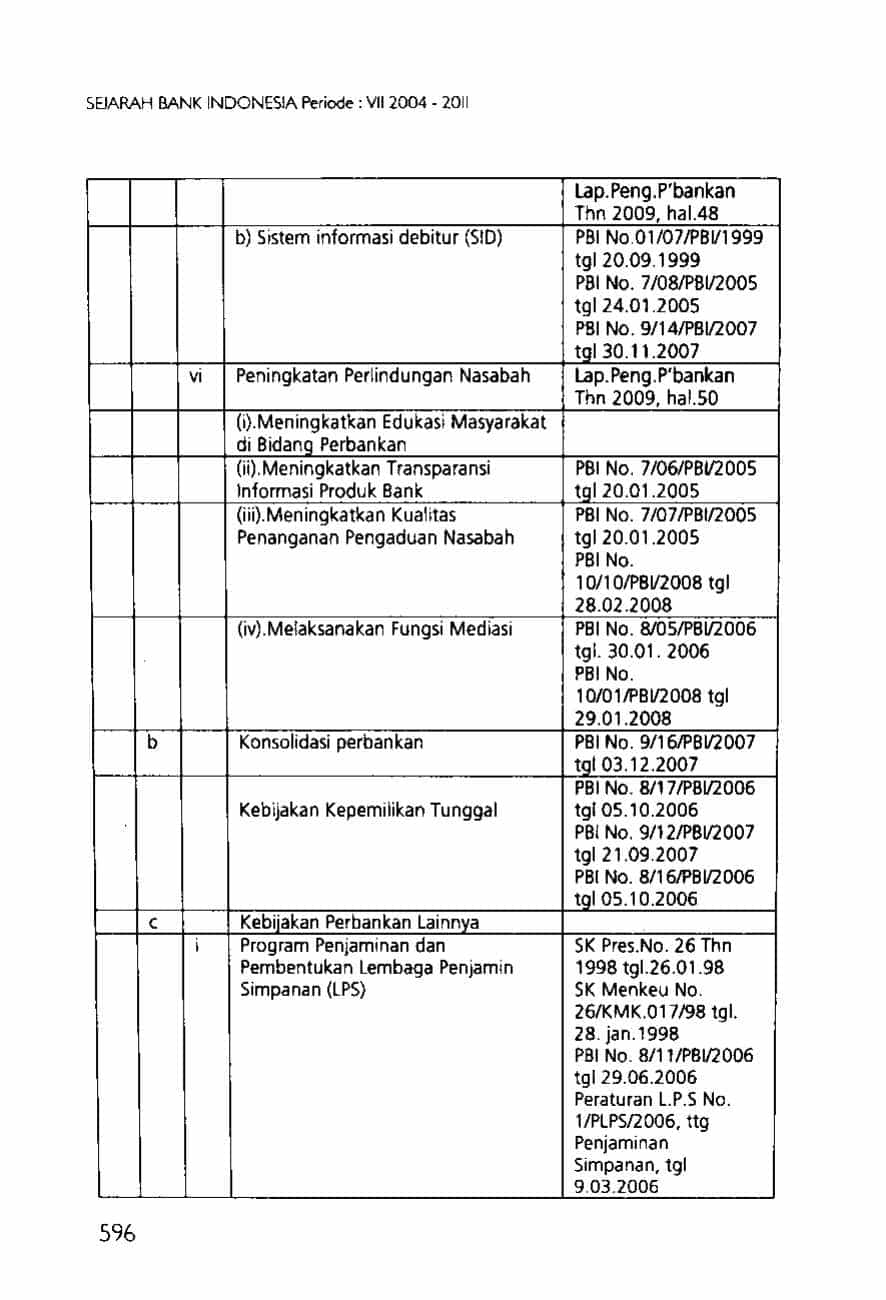 SEJARAH BANK INDONESIA Periode : VII 2004 - 2011
Lap.Peng.P'bankan
Thn 2009, hal.48
b) Sistem informasi debitur (SID)
PBI No.01/07/PBI/1999
tgl 20.09.1999
PBI No. 7/08/PBI/2005
tgl 24.01.2005
PBI No. 9/14/PBI/2007
tgl 30.11.2007
vi Peningkatan Perlindungan Nasabah
Lap.Peng.P'bankan
Thn 2009, hal.50
(i).Meningkatkan Edukasi Masyarakat
di Bidang Perbankan
(ii).Meningkatkan Transparansi
Informasi Produk Bank
PBI No. 7/06/PBI/2005
tgl 20.01.2005
(iii).Meningkatkan Kualitas
Penanganan Pengaduan Nasabah
PBI No. 7/07/PBI/2005
tgl 20.01.2005
PBI No.
10/10/PBI/2008 tgl
28.02.2008
(iv).Melaksanakan Fungsi Mediasi
PBI No. 8/05/PBI/2006
tgl. 30.01. 2006
PBI No.
10/01/PBI/2008 tgl
29.01.2008
b Konsolidasi perbankan
PBI No. 9/16/PBI/2007
tgl 03.12.2007
Kebijakan Kepemilikan Tunggal
PBI No. 8/17/PBI/2006
tgl 05.10.2006
PBI No. 9/12/PBI/2007
tgl 21.09.2007
PBI No. 8/16/PBI/2006
tgl 05.10.2006
c Kebijakan Perbankan Lainnya
i Program Penjaminan dan
Pembentukan Lembaga Penjamin
Simpanan (LPS)
SK Pres.No. 26 Thn
1998 tgl.26.01.98
SK Menkeu No.
26/KMK.017/98 tgl.
28. jan.1998
PBI No. 8/11/PBI/2006
tgl 29.06.2006
Peraturan L.P.S No.
1/PLPS/2006, ttg
Penjaminan
Simpanan, tgl
9.03.2006
596